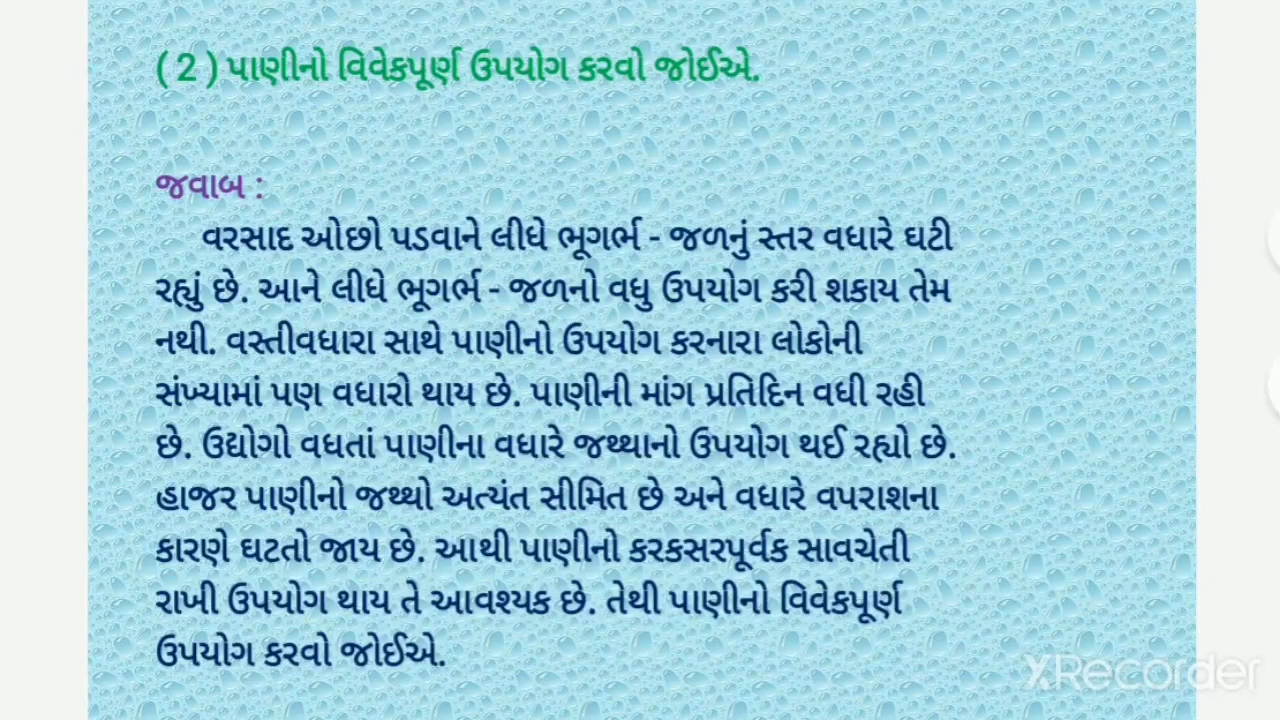 ( 2 ) પાણીનો વિવેકપૂર્ણ ઉપયોગ કરવો જોઈએ.
જવાબ :
વરસાદ ઓછો પડવાને લીધે ભૂગર્ભ - જળનું સ્તર વધારે ઘટી
રહ્યું છે. આને લીધે ભૂગર્ભ - જળનો વધુ ઉપયોગ કરી શકાય તેમ
નથી. વસ્તીવધારા સાથે પાણીનો ઉપયોગ કરનારા લોકોની
સંખ્યામાં પણ વધારો થાય છે. પાણીની માંગ પ્રતિદિન વધી રહી
છે. ઉદ્યોગો વધતાં પાણીના વધારે જથ્થાનો ઉપયોગ થઈ રહ્યો છે.
હાજર પાણીનો જથ્થો અત્યંત સીમિત છે અને વધારે વપરાશના
કારણે ઘટતો જાય છે. આથી પાણીનો કરકસરપૂર્વક સાવચેતી
રાખી ઉપયોગ થાય તે આવશ્યક છે. તેથી પાણીનો વિવેકપૂર્ણ
ઉપયોગ કરવો જોઈએ.
XRecorder